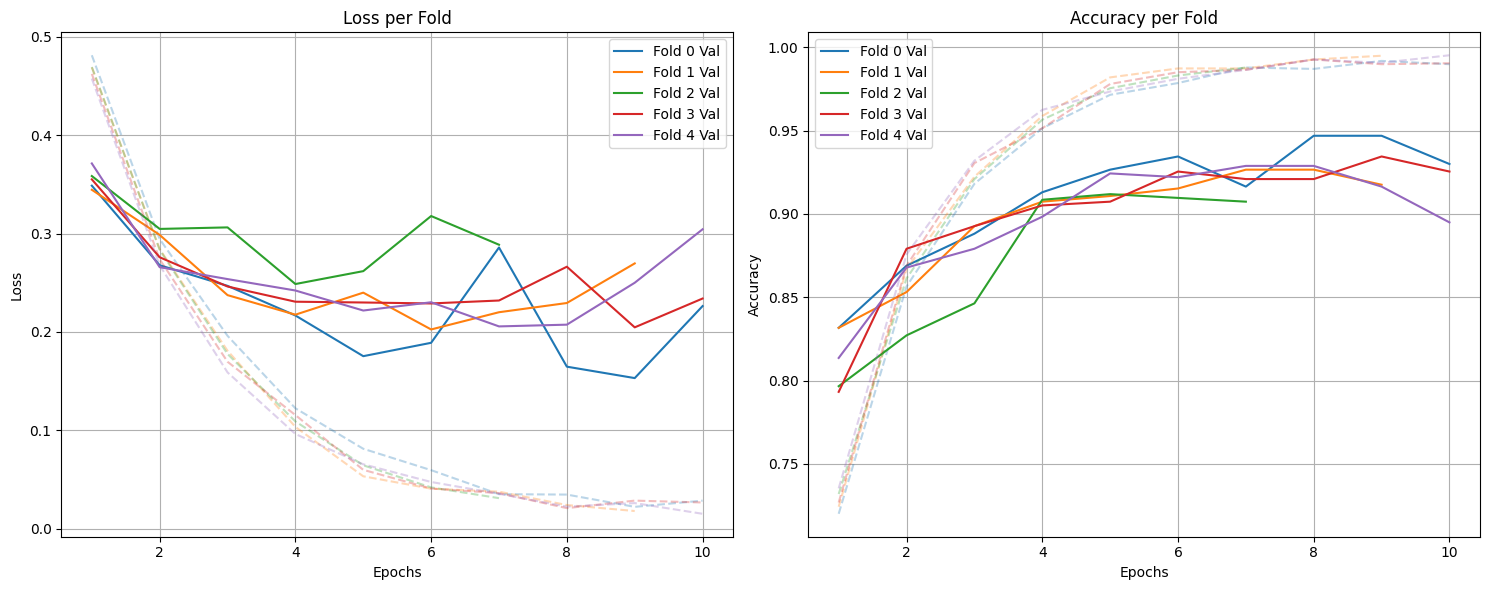 Loss per Fold
Fold 0 Val
Fold 1 Val
Fold 2 Val
Fold 3 Val
Fold 4 Val
0.5
0.4
0.3
0.2
0.1
0.0
Loss
2 4 6 8 10
Epochs
Accuracy per Fold
Fold 0 Val
Fold 1 Val
Fold 2 Val
Fold 3 Val
Fold 4 Val
1.00
0.95
0.90
0.85
0.80
0.75
Accuracy
2 4 6 8 10
Epochs